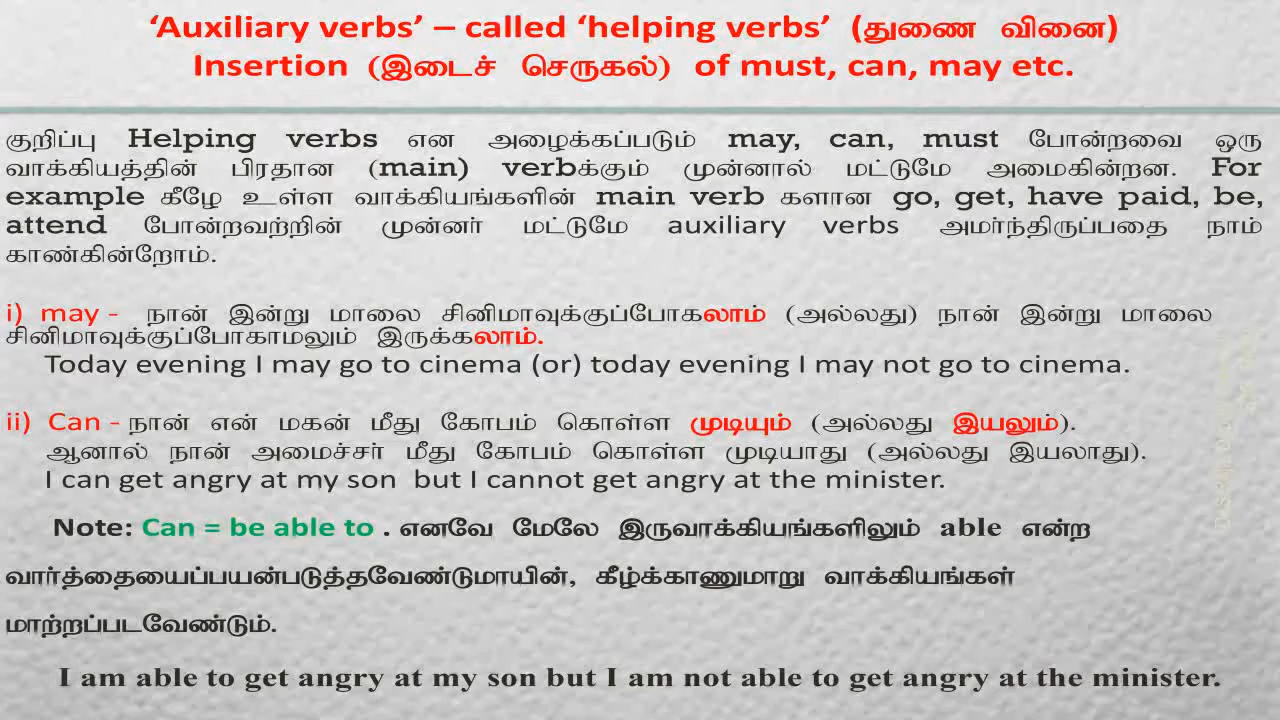 ‘Auxiliary verbs’ – called ‘helping verbs’ (துணை வினை)
Insertion (இடைச் செருகல்) of must, can, may etc.
குறிப்பு Helping verbs என அழைக்கப்படும் may, can, must போன்றவை ஒரு
வாக்கியத்தின் பிரதான (main) verbக்கும் முன்னால் மட்டுமே அமைகின்றன. For
example கீழே உள்ள வாக்கியங்களின் main verb களான go, get, have paid, be,
attend போன்றவற்றின் முன்னர் மட்டுமே auxiliary verbs அமர்ந்திருப்பதை நாம்
காண்கின்றோம்.
i) may - நான் இன்று மாலை சினிமாவுக்குப்போகலாம் (அல்லது) நான் இன்று மாலை
சினிமாவுக்குப்போகாமலும் இருக்கலாம்.
Today evening I may go to cinema (or) today evening I may not go to cinema.
ii) Can - நான் என் மகன் மீது கோபம் கொள்ள முடியும் (அல்லது இயலும்).
ஆனால் நான் அமைச்சர் மீது கோபம் கொள்ள முடியாது (அல்லது இயலாது).
I can get angry at my son but I cannot get angry at the minister.
Note: Can = be able to . எனவே மேலே இருவாக்கியங்களிலும் able என்ற
வார்த்தையைப்பயன்படுத்தவேண்டுமாயின், கீழ்க்காணுமாறு வாக்கியங்கள்
மாற்றப்படவேண்டும்.
I am able to get angry at my son but I am not able to get angry at the minister.